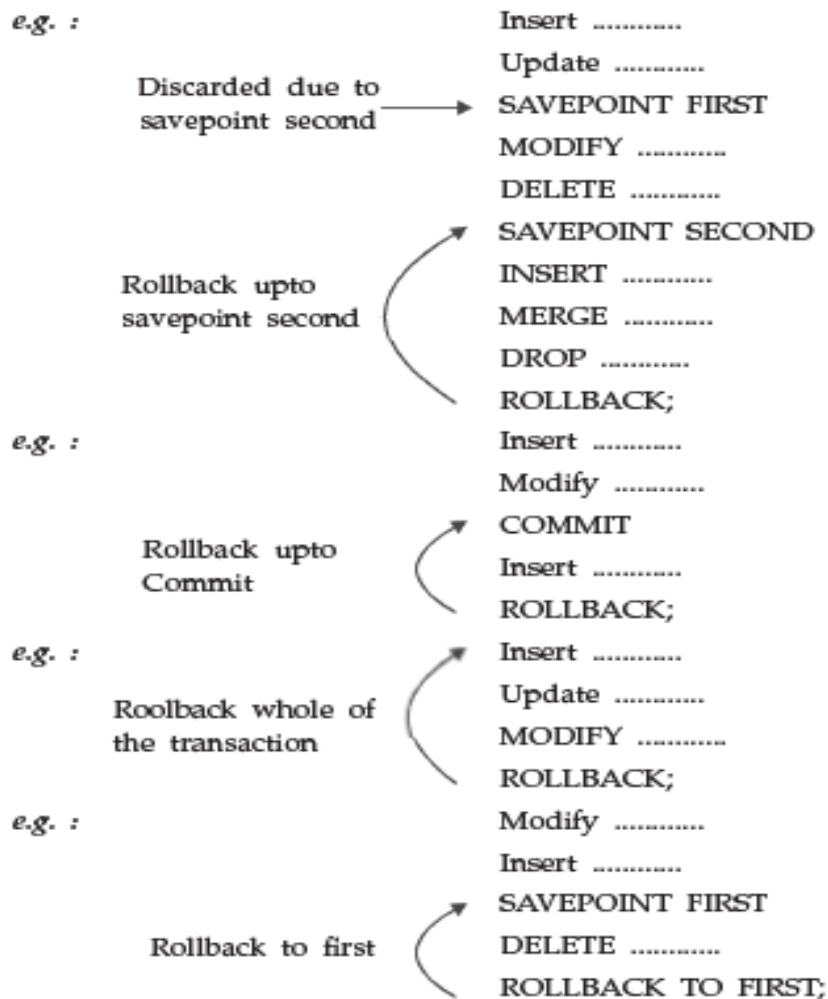 e.g. : Insert .............
Update ............
Discarded due to
savepoint second
SAVEPOINT FIRST
MODIFY ............
DELETE ............
SAVEPOINT SECOND
Rollback upto
savepoint second
INSERT ............
MERGE ............
DROP ............
ROLLBACK;
e.g. : Insert .............
Modify ............
COMMIT
Rollback upto
Commit
Insert .............
ROLLBACK;
e.g. : Insert .............
Update ............
Roolback whole of
the transaction
MODIFY ............
ROLLBACK;
e.g. : Modify ............
Insert .............
SAVEPOINT FIRST
Rollback to first DELETE ............
ROLLBACK TO FIRST;